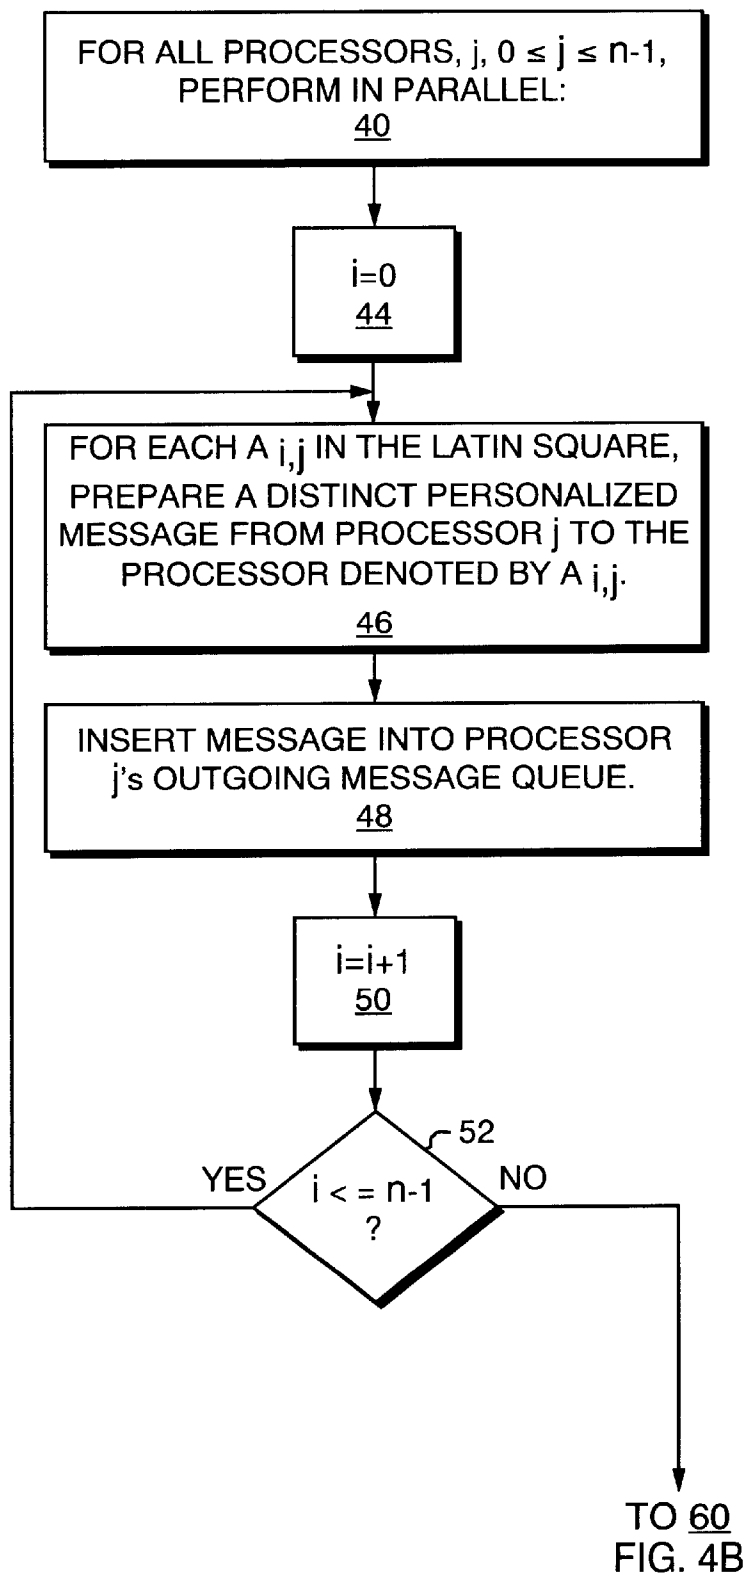 FOR ALL PROCESSORS, j, 0 ≤ j ≤ n-1,
PERFORM IN PARALLEL:
40
i=0
44
FOR EACH A i,j IN THE LATIN SQUARE,
PREPARE A DISTINCT PERSONALIZED
MESSAGE FROM PROCESSOR j TO THE
PROCESSOR DENOTED BY A i,j.
46
INSERT MESSAGE INTO PROCESSOR
j's OUTGOING MESSAGE QUEUE.
48
i=i+1
50
52
YES
i < = n-1
?
NO
TO 60
FIG. 4B